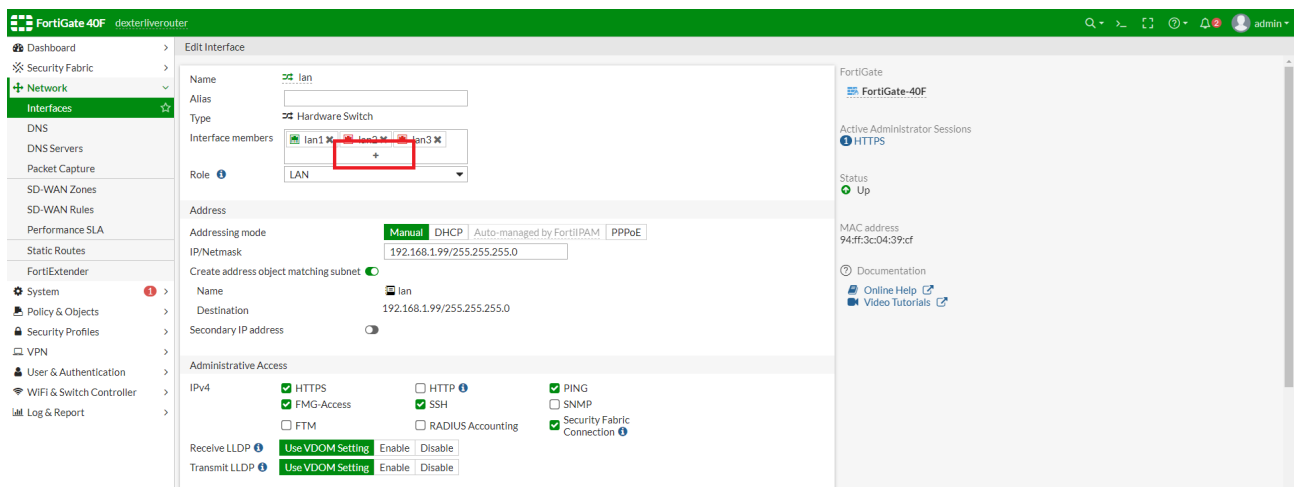 FortiGate 40F dexterliverouter
2 admin
Dashboard
Security Fabric
Network
Interfaces
DNS
DNS Servers
Packet Capture
SD-WAN Zones
SD-WAN Rules
Performance SLA
Static Routes
FortiExtender
System 1
Policy & Objects
Security Profiles
VPN
User & Authentication
WiFi & Switch Controller
Log & Report
Edit Interface
Name lan
Alias
Type Hardware Switch
Interface members lan1 lan2 lan3
+
Role LAN
Address
Addressing mode Manual DHCP Auto-managed by FortiIPAM PPPoE
IP/Netmask 192.168.1.99/255.255.255.0
Create address object matching subnet
Name lan
Destination 192.168.1.99/255.255.255.0
Secondary IP address
Administrative Access
IPv4 HTTPS HTTP PING
FMG-Access SSH SNMP
FTM RADIUS Accounting Security Fabric
Connection
Receive LLDP Use VDOM Setting Enable Disable
Transmit LLDP Use VDOM Setting Enable Disable
FortiGate
FortiGate-40F
Active Administrator Sessions
1 HTTPS
Status
Up
MAC address
94:ff:3c:04:39:cf
Documentation
Online Help
Video Tutorials